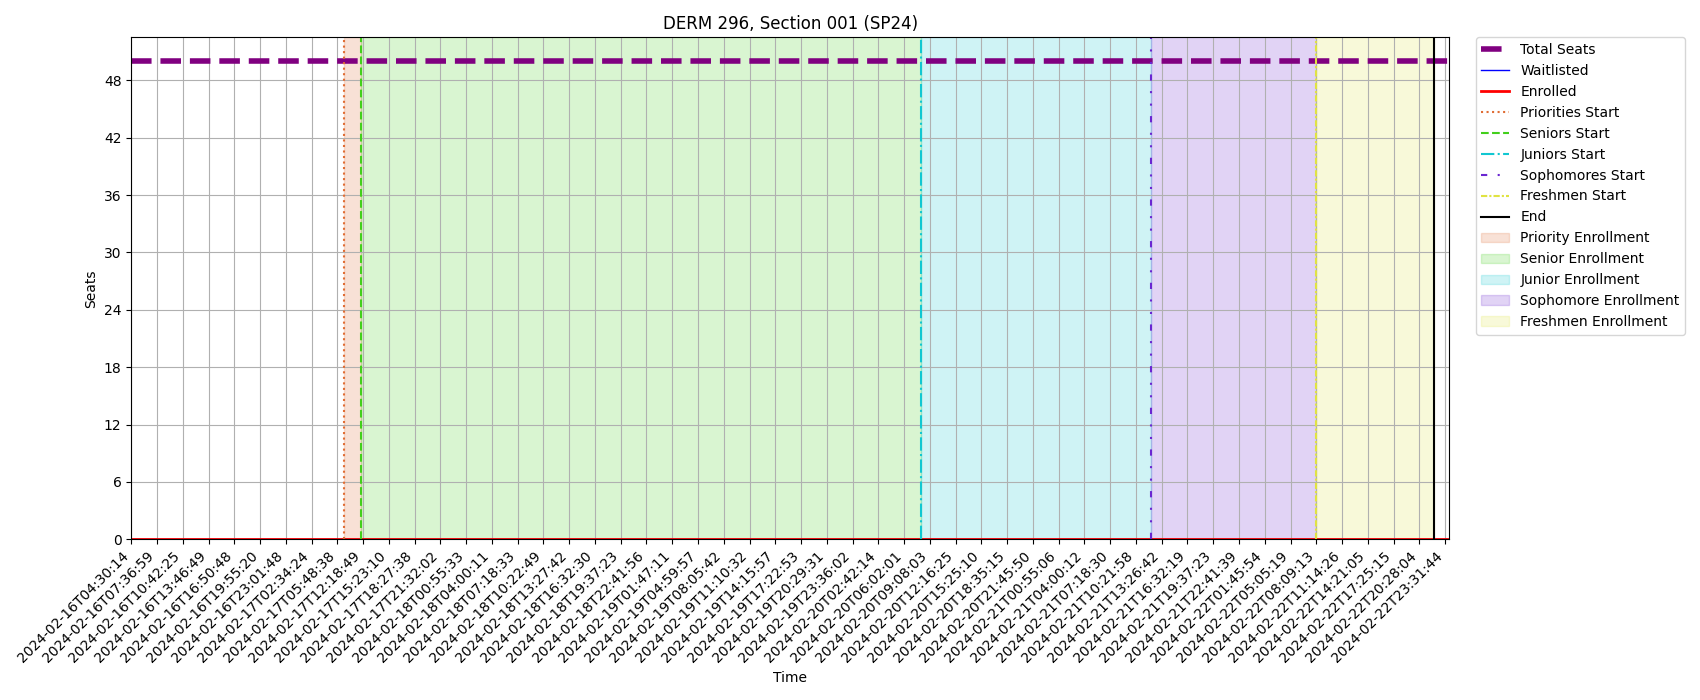 DERM 296, Section 001 (SP24)
Total Seats
Waitlisted
Enrolled
Priorities Start
Seniors Start
Juniors Start
Sophomores Start
Freshmen Start
End
Priority Enrollment
Senior Enrollment
Junior Enrollment
Sophomore Enrollment
Freshmen Enrollment
Seats
48
42
36
30
24
18
12
6
0
2024-02-16T04:30:14
2024-02-16T07:36:59
2024-02-16T10:42:25
2024-02-16T13:46:49
2024-02-16T16:50:48
2024-02-16T19:55:20
2024-02-16T23:01:48
2024-02-17T02:34:24
2024-02-17T05:48:38
2024-02-17T12:18:49
2024-02-17T15:23:10
2024-02-17T18:27:38
2024-02-17T21:32:02
2024-02-18T00:55:33
2024-02-18T04:00:11
2024-02-18T07:18:33
2024-02-18T10:22:49
2024-02-18T13:27:42
2024-02-18T16:32:30
2024-02-18T19:37:23
2024-02-18T22:41:56
2024-02-19T01:47:11
2024-02-19T04:59:57
2024-02-19T08:05:42
2024-02-19T11:10:32
2024-02-19T14:15:57
2024-02-19T17:22:53
2024-02-19T20:29:31
2024-02-19T23:36:02
2024-02-20T02:42:14
2024-02-20T06:02:01
2024-02-20T09:08:03
2024-02-20T12:16:25
2024-02-20T15:25:10
2024-02-20T18:35:15
2024-02-20T21:45:50
2024-02-21T00:55:06
2024-02-21T04:00:12
2024-02-21T07:18:30
2024-02-21T10:21:58
2024-02-21T13:26:42
2024-02-21T16:32:19
2024-02-21T19:37:23
2024-02-21T22:41:39
2024-02-22T01:45:54
2024-02-22T05:05:19
2024-02-22T08:09:13
2024-02-22T11:14:26
2024-02-22T14:21:05
2024-02-22T17:25:15
2024-02-22T20:28:04
2024-02-22T23:31:44
Time